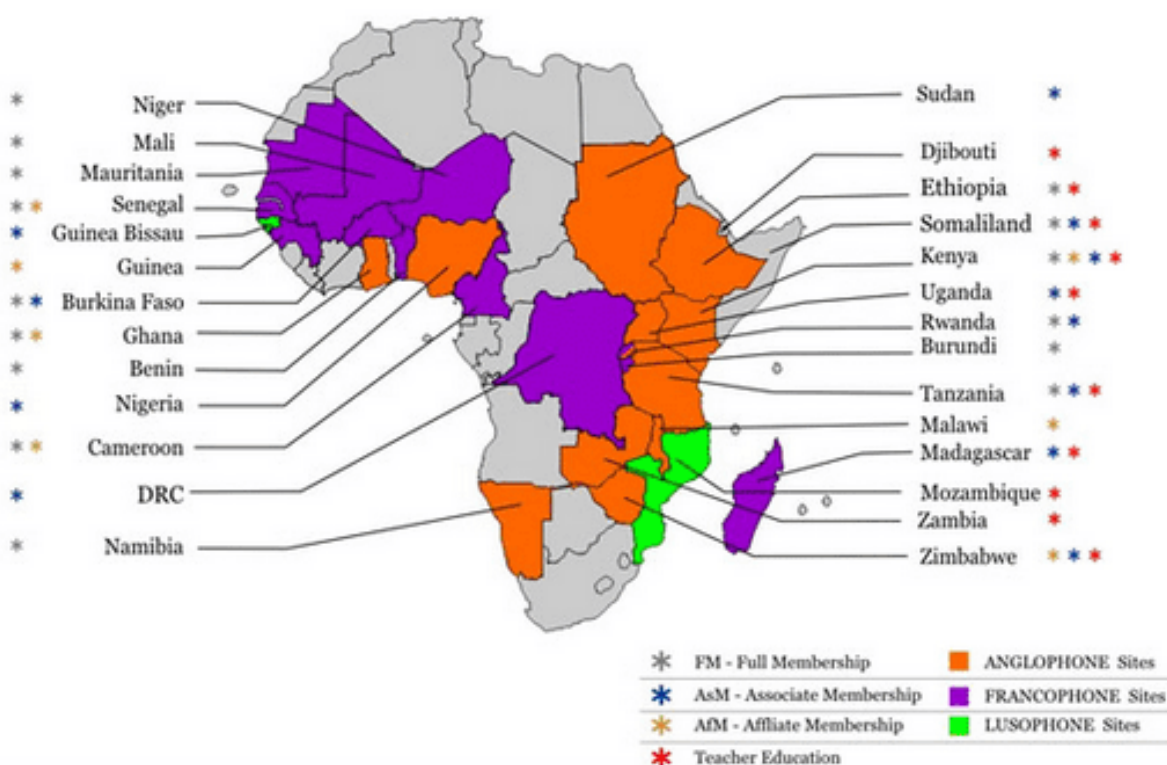 Niger
Mali
Mauritania
Senegal
Guinea Bissau
Guinea
Burkina Faso
Ghana
Benin
Nigeria
Cameroon
DRC
Namibia
Sudan
Djibouti
Ethiopia
Somaliland
Kenya
Uganda
Rwanda
Burundi
Tanzania
Malawi
Madagascar
Mozambique
Zambia
Zimbabwe
FM - Full Membership
ANGLOPHONE Sites
AsM - Associate Membership
FRANCOPHONE Sites
AfM - Affliate Membership
LUSOPHONE Sites
Teacher Education